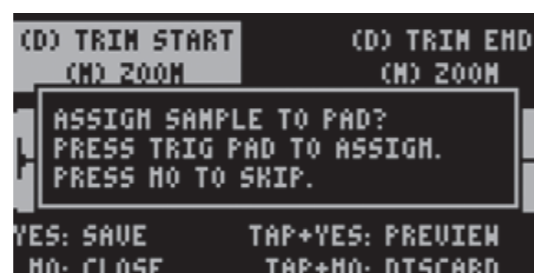 (D) TRIM START (D) TRIM END
(M) ZOOM (M) ZOOM
ASSIGN SAMPLE TO PAD?
PRESS TRIG PAD TO ASSIGN.
PRESS NO TO SKIP.
YES: SAVE TAP+YES: PREVIEW
NO: CLOSE TAP+NO: DISCARD